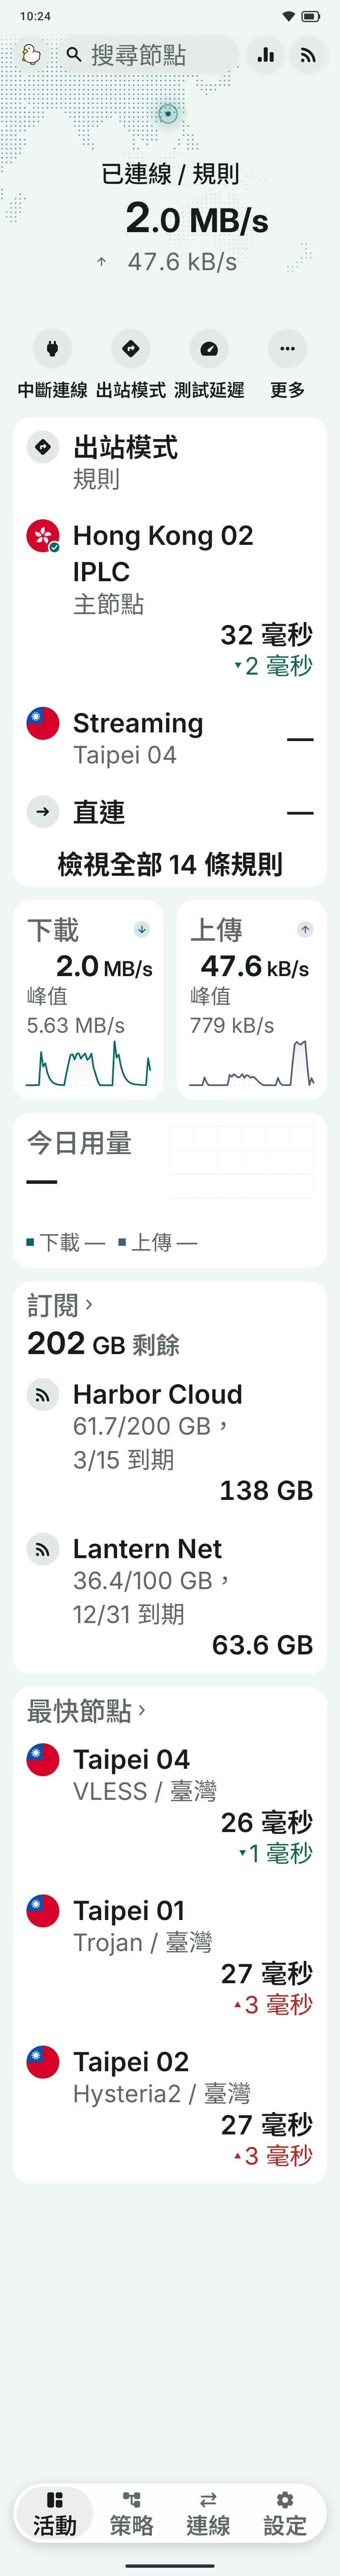 10:24
搜尋節點
已連線 / 規則
2.0 MB/s
↑ 47.6 kB/s
中斷連線 出站模式 測試延遲 更多
出站模式
規則
Hong Kong 02
IPLC
主節點
32 毫秒
▼2 毫秒
Streaming
Taipei 04
—
直連
—
檢視全部 14 條規則
下載
2.0 MB/s
峰值
5.63 MB/s
上傳
47.6 kB/s
峰值
779 kB/s
今日用量
—
下載 — 上傳 —
訂閱
202 GB 剩餘
Harbor Cloud
61.7/200 GB，
3/15 到期
138 GB
Lantern Net
36.4/100 GB，
12/31 到期
63.6 GB
最快節點
Taipei 04
VLESS / 臺灣
26 毫秒
▼1 毫秒
Taipei 01
Trojan / 臺灣
27 毫秒
▲3 毫秒
Taipei 02
Hysteria2 / 臺灣
27 毫秒
▲3 毫秒
活動 策略 連線 設定